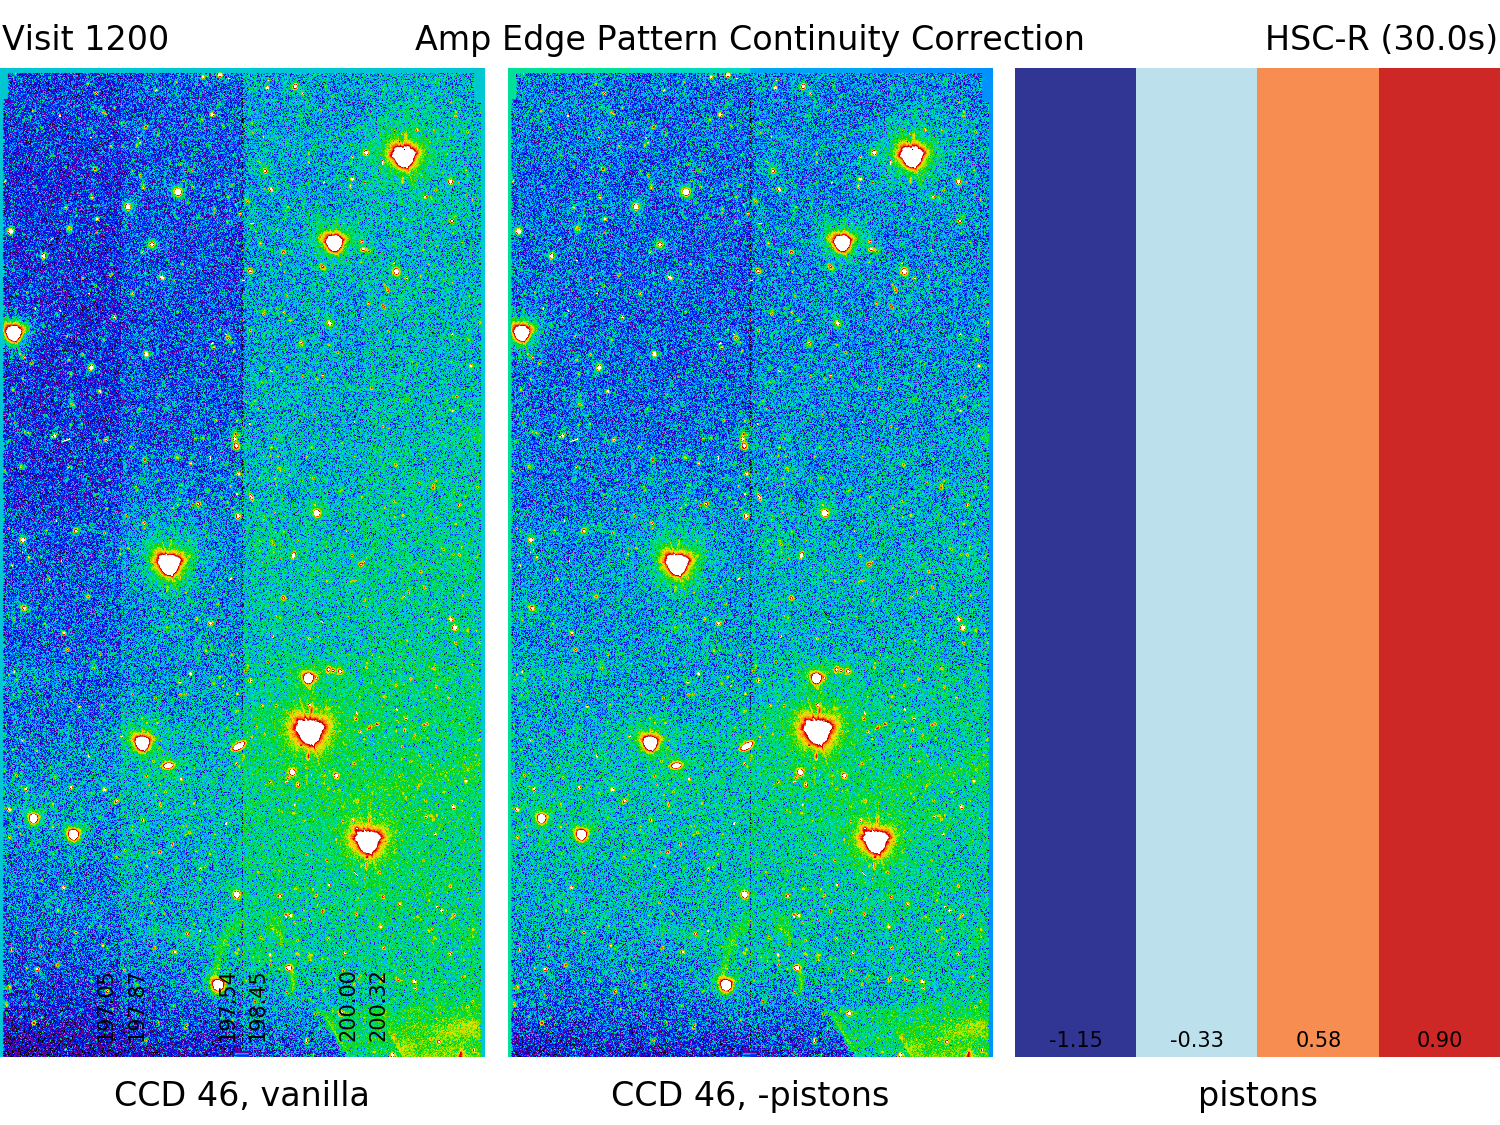 Visit 1200 Amp Edge Pattern Continuity Correction HSC-R (30.0s)
197.05
197.87
197.54
198.45
200.00
200.32
-1.15 -0.33 0.58 0.90
CCD 46, vanilla CCD 46, -pistons pistons